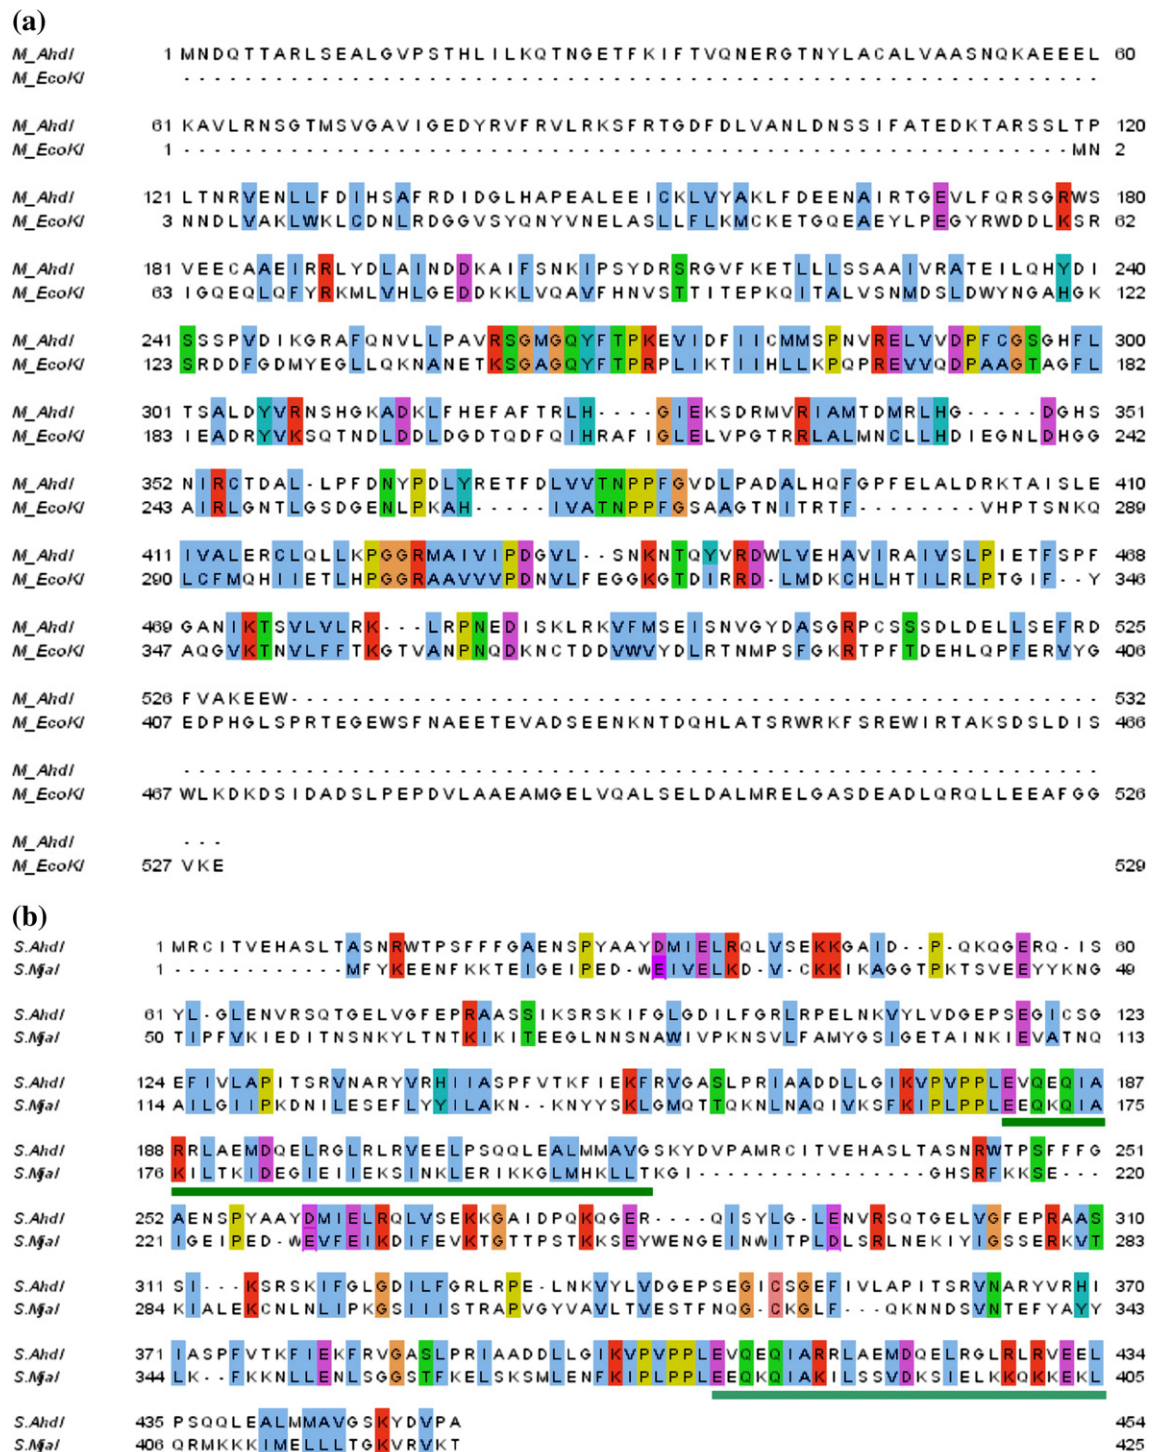 (a)
M_AhdI 1 MNDQTTARLSEALGVPSTHLILKQTNGETFKIFTVQNERGTNYLACALVAASNQKAEEEL 60
M_EcoKI ------------------------------------------------------------
M_AhdI 61 KAVLRNSGTMSVGAVIGEDYRVFRVLRKSFRTGDFDLVANLDNSSIFATEDKTARSSLTP 120
M_EcoKI 1 ----------------------------------------------------------MN 2
M_AhdI 121 LTNRVENLLFDIHSAFRDIDGLHAPEALEEICKLVYAKLFDEENAIRTGEVLFQRSGRWS 180
M_EcoKI 3 NNDLVAKLWKLCDNLRDGGVSYQNYVNELASLLFLKMCKETGQEAEYLPEGYRWDDLKSR 62
M_AhdI 181 VEECAAEIRRLYDLAINDDKAIFSNKIPSYDRSRGVFKETLLLSSAAIVRATEILQHYDI 240
M_EcoKI 63 IGQEQLQFYRKMLVHLGEDDKKLVQAVFHNVSTTITEPKQITALVSNMDSLDWYNGAHGK 122
M_AhdI 241 SSSPVDIKGRAFQNVLLPAVRSGMGQYFTPKEVIDFIICMMSPNVRELVVDPFCGSGHFL 300
M_EcoKI 123 SRDDFGDMYEGLLQKNANETKSGAGQYFTPRPLIKTIIHLLKPQPREVVQDPAAGTAGFL 182
M_AhdI 301 TSALDYVRNSHGKADKLFHEFAFTRLH----GIEKSDRMVRIAMTDMRLHG-----DGHS 351
M_EcoKI 183 IEADRYVKSQTNDLDDLDGDTQDFQIHRAFIGLELVPGTRRLALMNCLLHDIEGNLDHGG 242
M_AhdI 352 NIRCTDAL-LPFDNYPDLYRETFDLVVTNPPFGVDLPADALHQFGPFELALDRKTAISLE 410
M_EcoKI 243 AIRLGNTLGSDGENLPKAH-----IVATNPPFGSAAGTNITRTF--------VHPTSNKQ 289
M_AhdI 411 IVALERCLQLLKPGGRMAIVIPDGVL--SNKNTQYVRDWLVEHAVIRAIVSLPIETFSPF 468
M_EcoKI 290 LCFMQHIIETLHPGGRAAVVVPDNVLFEGGKGTDIRRD-LMDKCHLHTILRLPTGIF--Y 346
M_AhdI 469 GANIKTSVLVLRK---LRPNEDISKLRKVFMSEISNVGYDASGRPCSSSDLDELLSEFRD 525
M_EcoKI 347 AQGVKTNVLFFTKGTVANPNQDKNCTDDVWVYDLRTNMPSFGKRTPFTDEHLQPFERVYG 406
M_AhdI 526 FVAKEEW----------------------------------------------------- 532
M_EcoKI 407 EDPHGLSPRTEGEWSFNAEETEVADSEENKNTDQHLATSRWRKFSREWIRTAKSDSLDIS 466
M_AhdI ------------------------------------------------------------
M_EcoKI 467 WLKDKDSIDADSLPEPDVLAAEAMGELVQALSELDALMRELGASDEADLQRQLLEEAFGG 526
M_AhdI ---
M_EcoKI 527 VKE 529
(b)
S.AhdI 1 MRCITVEHASLTASNRWTPSFFFGAENSPYAAYDMIELRQLVSEKKGAID--P-QKQGERQ-IS 60
S.MjaI 1 ------------MFYKEENFKKTEIGEIPED-WEIVELKD-V-CKKIKAGGTPKTSVEEYYKNG 49
S.AhdI 61 YL-GLENVRSQTGELVGFEPRAASSIKSRSKIFGLGDILFGRLRPELNKVYLVDGEPSEGICSG 123
S.MjaI 50 TIPFVKIEDITNSNKYLTNTKIKITEEGLNNSNAWIVPKNSVLFAMYGSIGETAINKIEVATNQ 113
S.AhdI 124 EFIVLAPITSRVNARYVRHIIASPFVTKFIEKFRVGASLPRIAADDLLGIKVPVPPLEVQEQIA 187
S.MjaI 114 AILGIIPKDNILESEFLYYILAKN--KNYYSKLGMQTTQKNLNAQIVKSFKIPLPPLEEQKQIA 175
S.AhdI 188 RRLAEMDQELRGLRLRVEELPSQQLEALMMAVGSKYDVPAMRCITVEHASLTASNRWTPSFFFG 251
S.MjaI 176 KILTKIDEGIEIIEKSINKLERIKKGLMHKLLTKGI---------------GHSRFKKSE--- 220
S.AhdI 252 AENSPYAAYDMIELRQLVSEKKGAIDPQKQGER----QISYLG-LENVRSQTGELVGFEPRAAS 310
S.MjaI 221 IGEIPED-WEVFEIKDIFEVKTGTTPSTKKSEYWENGEINWITPLDLSRLNEKIYIGSSERKVT 283
S.AhdI 311 SI---KSRSKIFGLGDILFGRLRPE-LNKVYLVDGEPSEGICSGEFIVLAPITSRVNARYVRHI 370
S.MjaI 284 KIALEKCNLNLIPKGSIIISTRAPVGYVAVLTVESTFNQG-CKGLF---QKNNDSVNTEFYAYY 343
S.AhdI 371 IASPFVTKFIEKFRVGASLPRIAADDLLGIKVPVPPLEVQEQIARRLAEMDQELRGLRLRVEEL 434
S.MjaI 344 LK--FKKNLLENLSGGSTFKELSKSMLENFKIPLPPLEEQKQIAKILSSVDKSIELKKQKKEKL 405
S.AhdI 435 PSQQLEALMMAVGSKYDVPA 454
S.MjaI 406 QRMKKKIMELLLTGKVRVKT 425